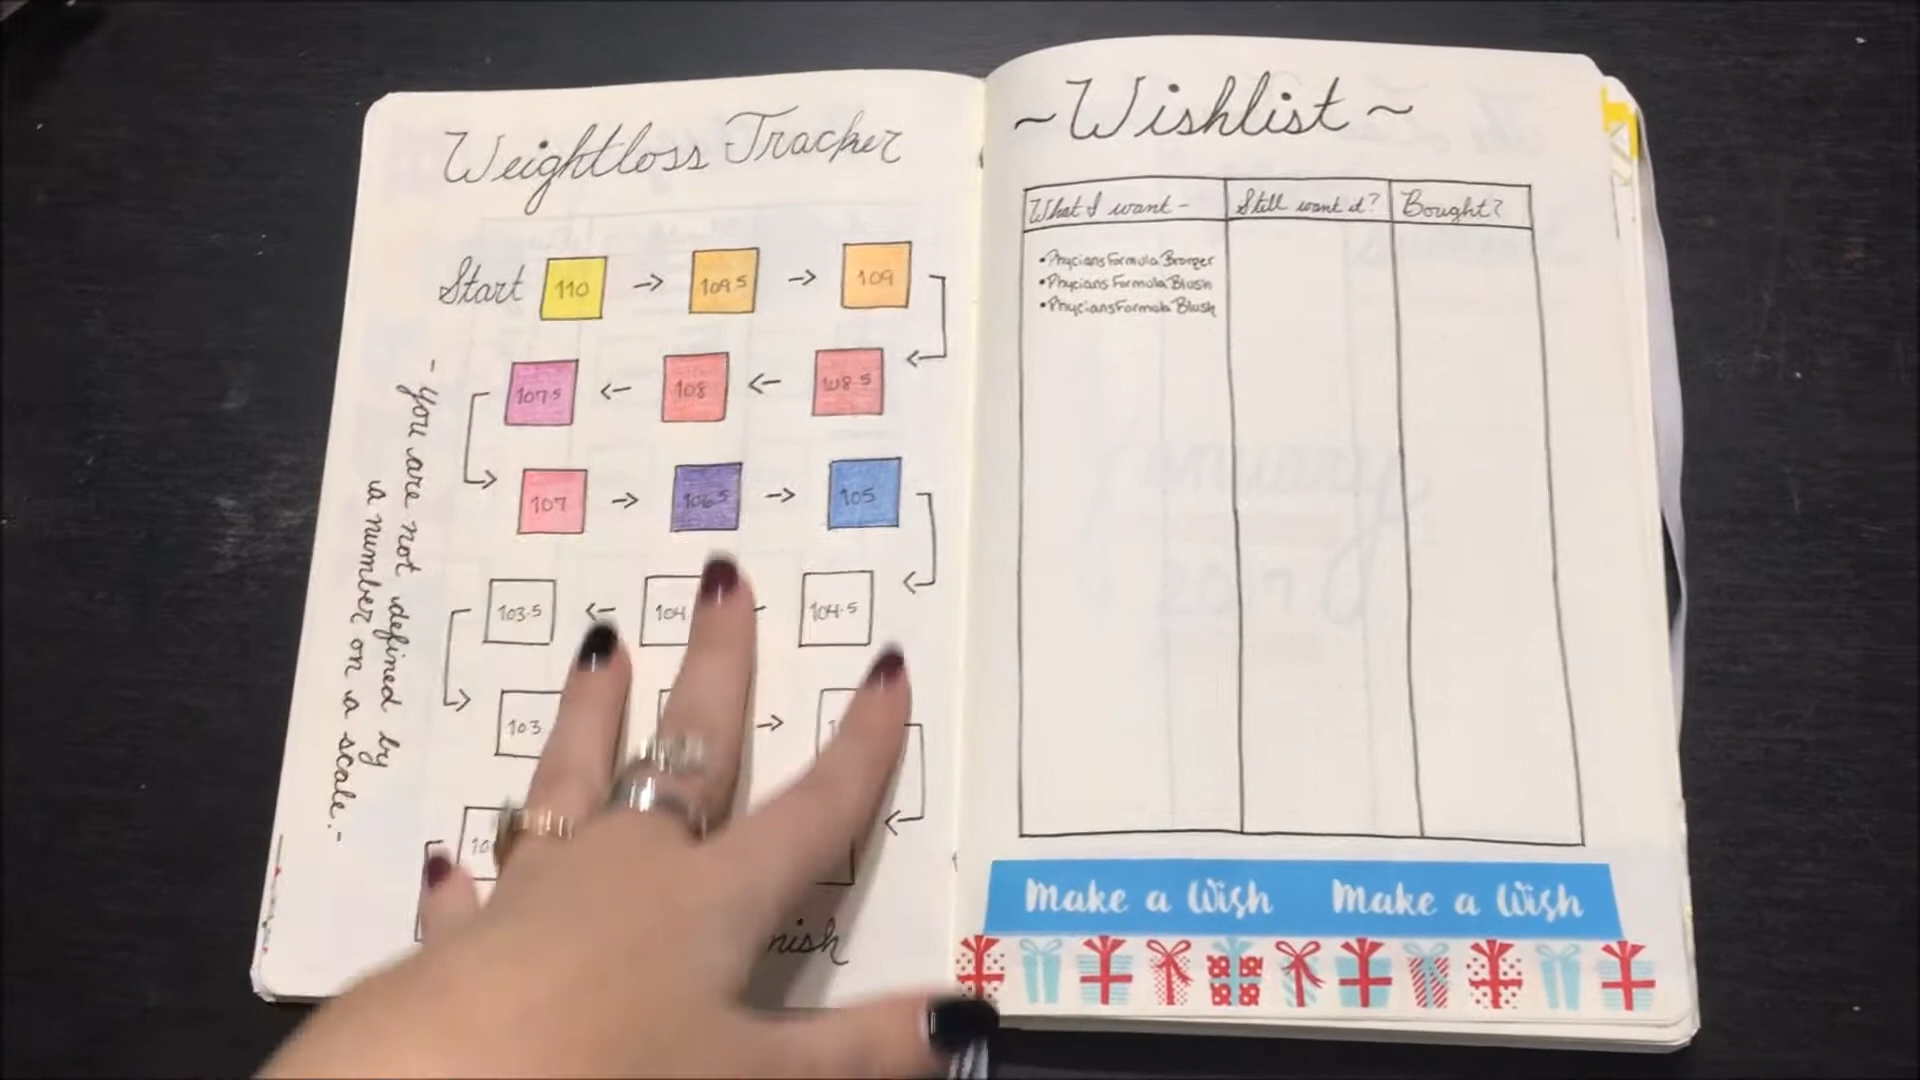 Weightloss Tracker
Start 110 → 109.5 → 109
107.5 ← 108 ← 108.5
107 → 106.5 → 105
103.5 ← 104 104.5
103
- You are not defined by
a number on a scale. -
~ Wishlist ~
What I want - Still want it? Bought?
• Phycians Formula Bronzer
• Phycians Formula Blush
• Phycians Formula Blush
Make a Wish Make a Wish